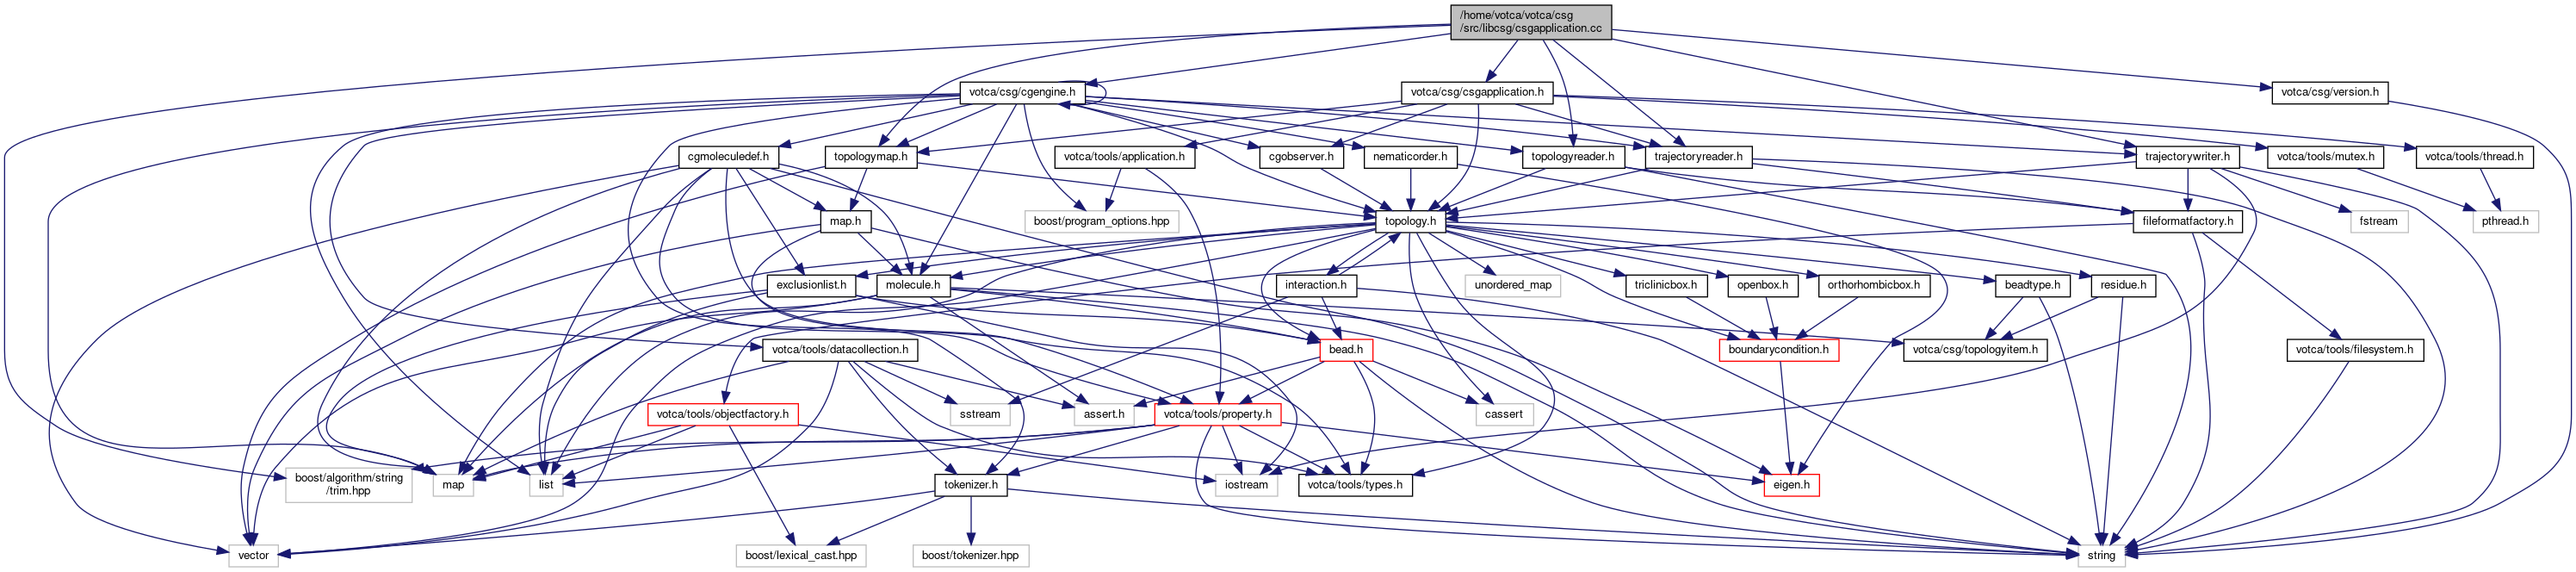 /home/votca/votca/csg
/src/libcsg/csgapplication.cc
votca/csg/cgengine.h
votca/csg/csgapplication.h
votca/csg/version.h
cgmoleculedef.h
topologymap.h
votca/tools/application.h
cgobserver.h
nematicorder.h
topologyreader.h
trajectoryreader.h
trajectorywriter.h
votca/tools/mutex.h
votca/tools/thread.h
map.h
boost/program_options.hpp
topology.h
fileformatfactory.h
fstream
pthread.h
exclusionlist.h
molecule.h
interaction.h
unordered_map
triclinicbox.h
openbox.h
orthorhombicbox.h
beadtype.h
residue.h
votca/tools/datacollection.h
bead.h
boundarycondition.h
votca/csg/topologyitem.h
votca/tools/filesystem.h
votca/tools/objectfactory.h
sstream
assert.h
votca/tools/property.h
cassert
boost/algorithm/string
/trim.hpp
map
list
tokenizer.h
iostream
votca/tools/types.h
eigen.h
vector
boost/lexical_cast.hpp
boost/tokenizer.hpp
string